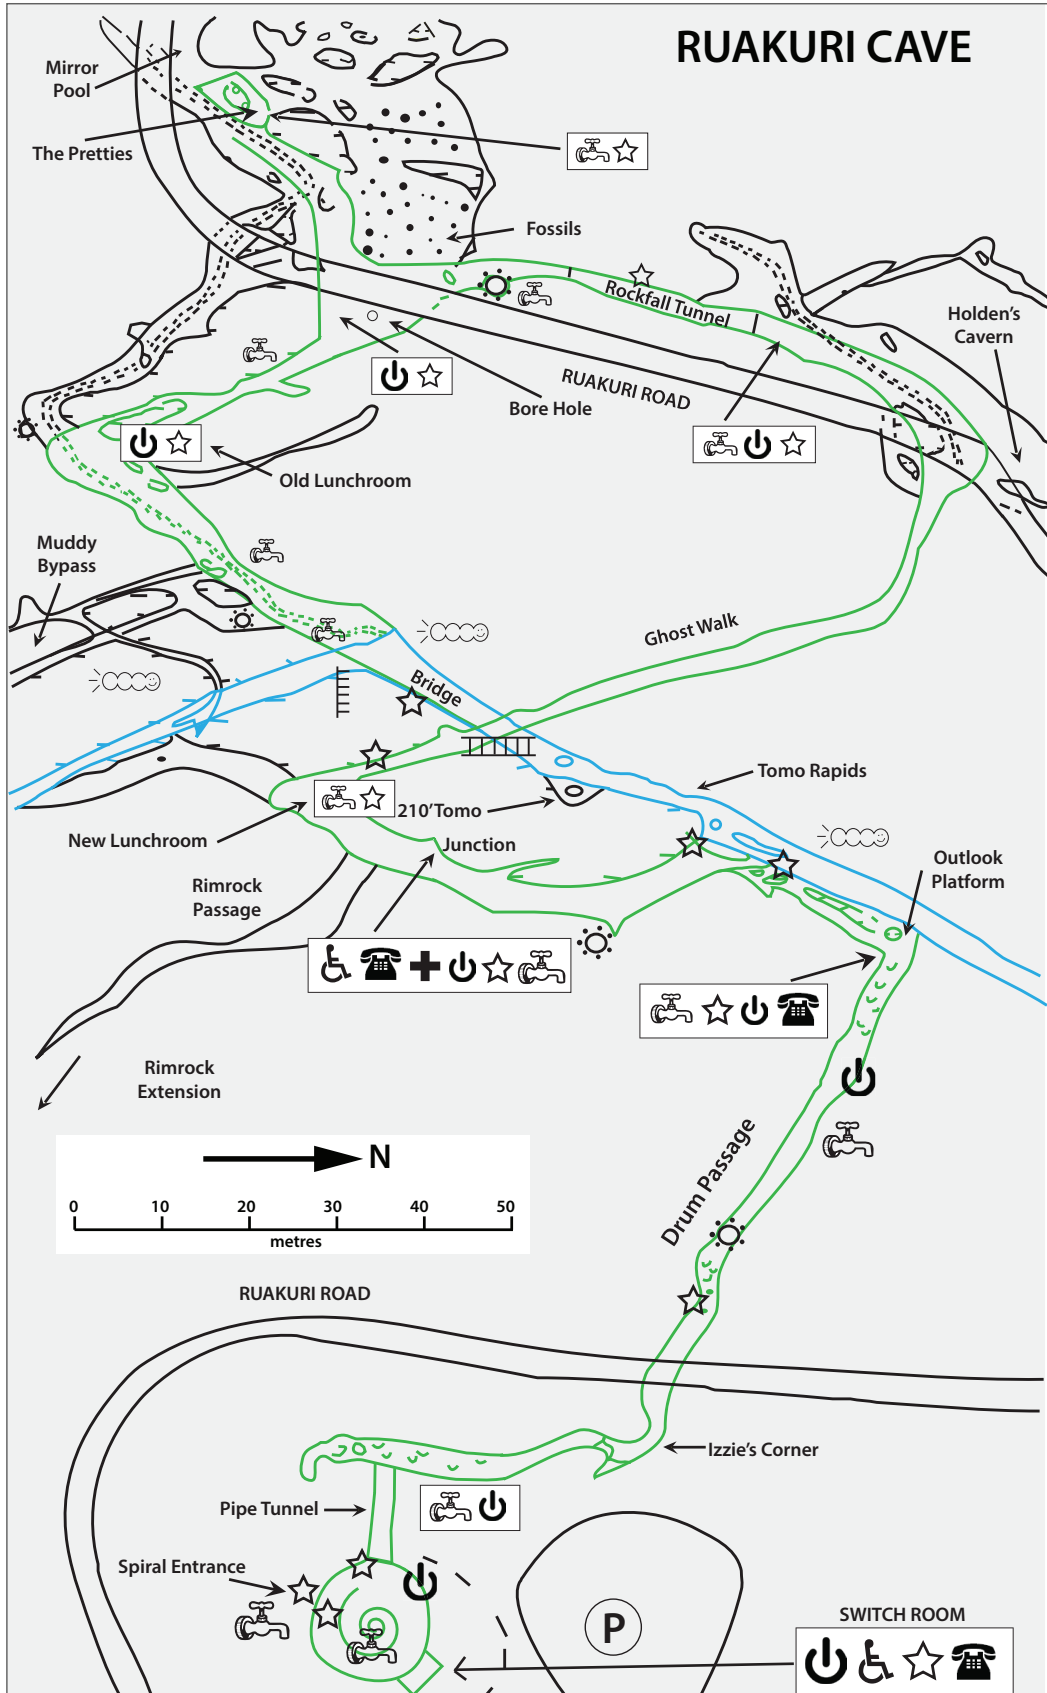 RUAKURI CAVE
Mirror
Pool
The Pretties
Fossils
Rockfall Tunnel
Holden's
Cavern
RUAKURI ROAD
Bore Hole
Old Lunchroom
Muddy
Bypass
Ghost Walk
Bridge
Tomo Rapids
210'Tomo
New Lunchroom
Junction
Rimrock
Passage
Outlook
Platform
Rimrock
Extension
N
0 10 20 30 40 50
metres
Drum Passage
RUAKURI ROAD
Izzie's Corner
Pipe Tunnel
Spiral Entrance
P
SWITCH ROOM